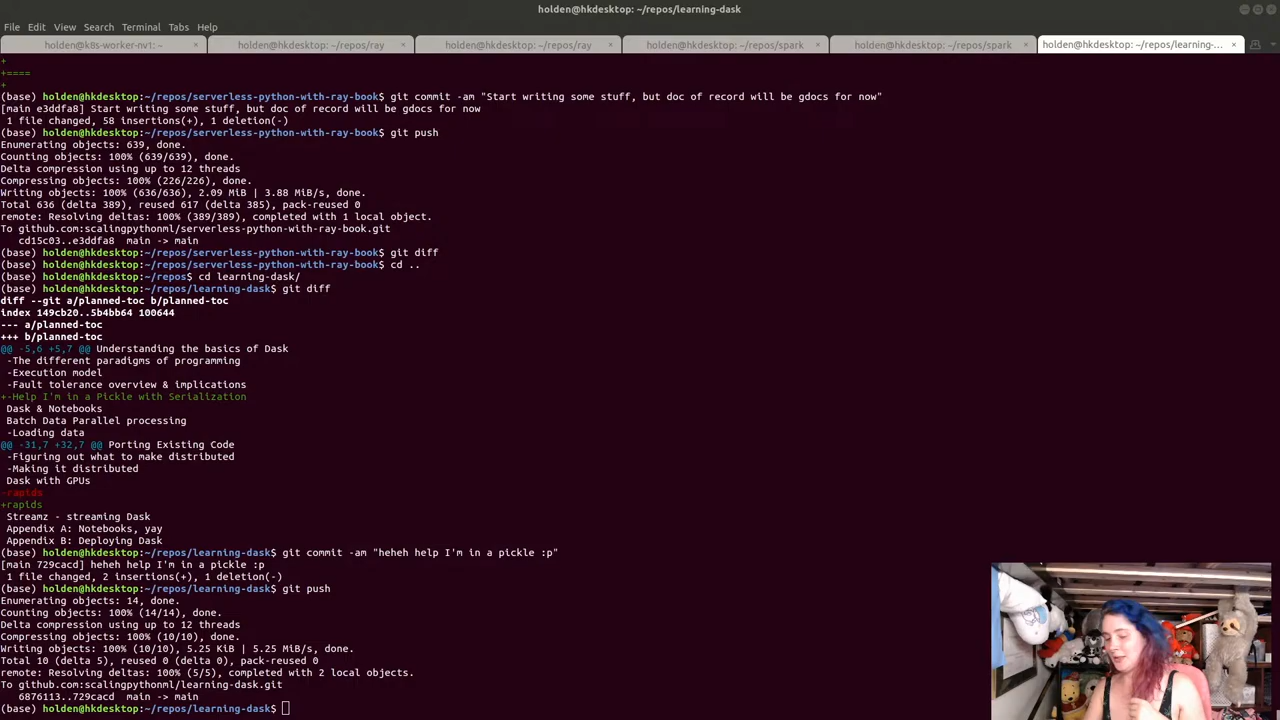 holden@hkdesktop: ~/repos/learning-dask
File Edit View Search Terminal Tabs Help
holden@k8s-worker-nv1: ~ × holden@hkdesktop: ~/repos/ray × holden@hkdesktop: ~/repos/ray × holden@hkdesktop: ~/repos/spark × holden@hkdesktop: ~/repos/spark × holden@hkdesktop: ~/repos/learning-... ×
+
+====
+
(base) holden@hkdesktop:~/repos/serverless-python-with-ray-book$ git commit -am "Start writing some stuff, but doc of record will be gdocs for now"
[main e3ddfa8] Start writing some stuff, but doc of record will be gdocs for now
1 file changed, 58 insertions(+), 1 deletion(-)
(base) holden@hkdesktop:~/repos/serverless-python-with-ray-book$ git push
Enumerating objects: 639, done.
Counting objects: 100% (639/639), done.
Delta compression using up to 12 threads
Compressing objects: 100% (226/226), done.
Writing objects: 100% (636/636), 2.09 MiB | 3.88 MiB/s, done.
Total 636 (delta 389), reused 617 (delta 385), pack-reused 0
remote: Resolving deltas: 100% (389/389), completed with 1 local object.
To github.com:scalingpythonml/serverless-python-with-ray-book.git
cd15c03..e3ddfa8 main -> main
(base) holden@hkdesktop:~/repos/serverless-python-with-ray-book$ git diff
(base) holden@hkdesktop:~/repos/serverless-python-with-ray-book$ cd ..
(base) holden@hkdesktop:~/repos$ cd learning-dask/
(base) holden@hkdesktop:~/repos/learning-dask$ git diff
diff --git a/planned-toc b/planned-toc
index 149cb20..5b4bb64 100644
--- a/planned-toc
+++ b/planned-toc
@@ -5,6 +5,7 @@ Understanding the basics of Dask
-The different paradigms of programming
-Execution model
-Fault tolerance overview & implications
+-Help I'm in a Pickle with Serialization
Dask & Notebooks
Batch Data Parallel processing
-Loading data
@@ -31,7 +32,7 @@ Porting Existing Code
-Figuring out what to make distributed
-Making it distributed
Dask with GPUs
-rapids
+rapids
Streamz - streaming Dask
Appendix A: Notebooks, yay
Appendix B: Deploying Dask
(base) holden@hkdesktop:~/repos/learning-dask$ git commit -am "heheh help I'm in a pickle :p"
[main 729cacd] heheh help I'm in a pickle :p
1 file changed, 2 insertions(+), 1 deletion(-)
(base) holden@hkdesktop:~/repos/learning-dask$ git push
Enumerating objects: 14, done.
Counting objects: 100% (14/14), done.
Delta compression using up to 12 threads
Compressing objects: 100% (10/10), done.
Writing objects: 100% (10/10), 5.25 KiB | 5.25 MiB/s, done.
Total 10 (delta 5), reused 0 (delta 0), pack-reused 0
remote: Resolving deltas: 100% (5/5), completed with 2 local objects.
To github.com:scalingpythonml/learning-dask.git
6876113..729cacd main -> main
(base) holden@hkdesktop:~/repos/learning-dask$